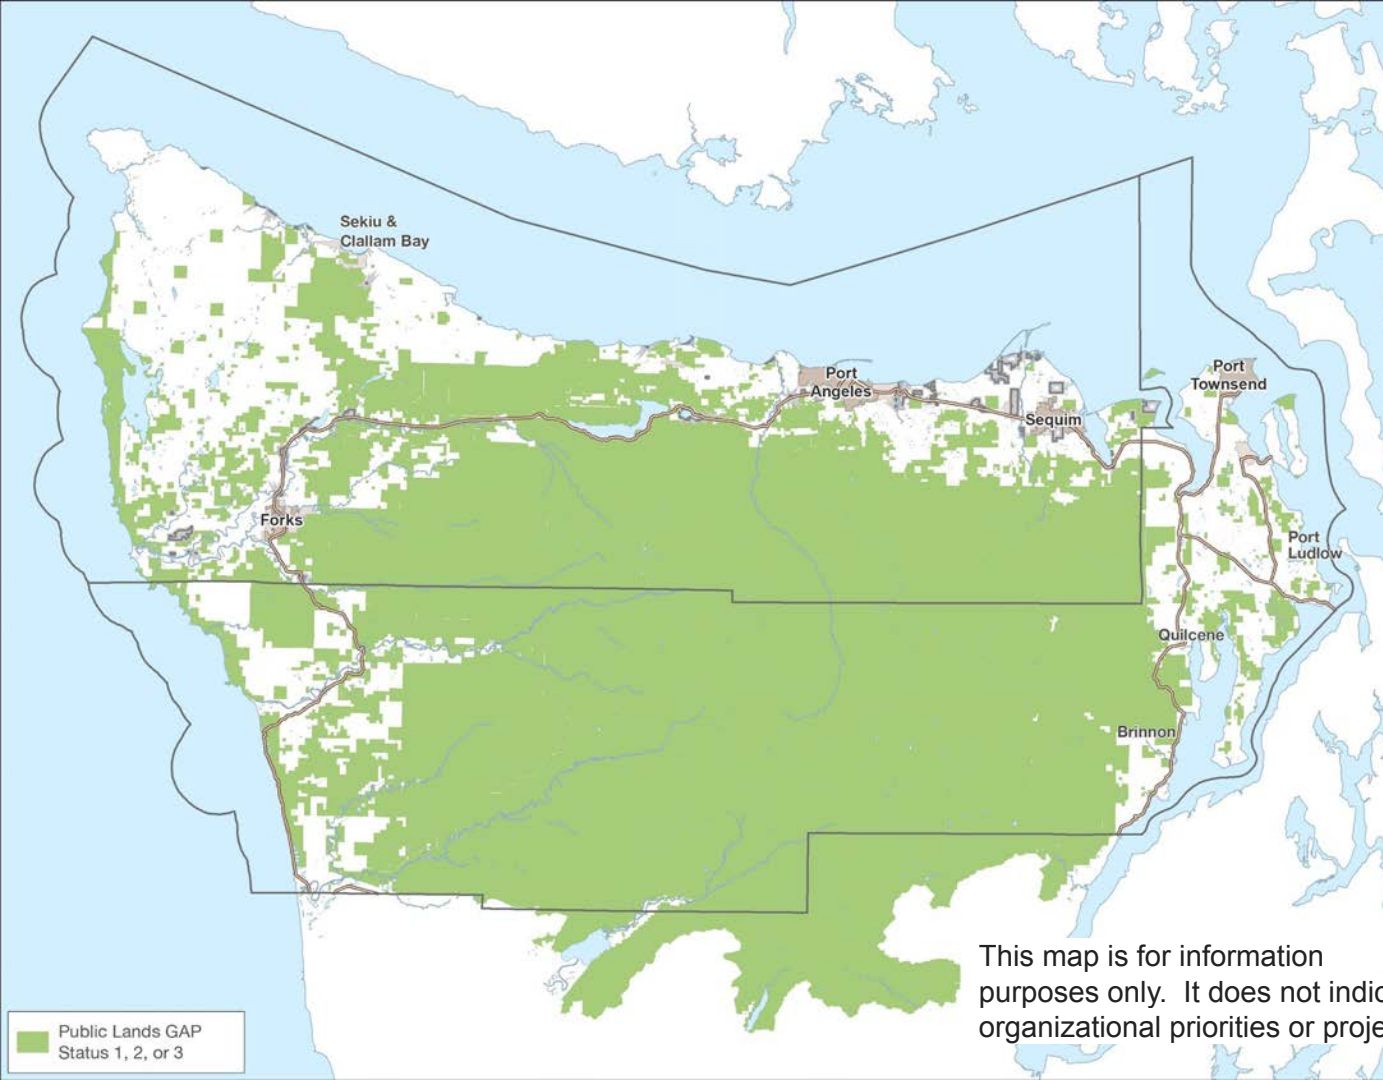 Sekiu &
Clallam Bay
Port
Angeles
Port
Townsend
Sequim
Forks
Port
Ludlow
Quilcene
Brinnon
This map is for information
purposes only. It does not indic
organizational priorities or proje
Public Lands GAP
Status 1, 2, or 3